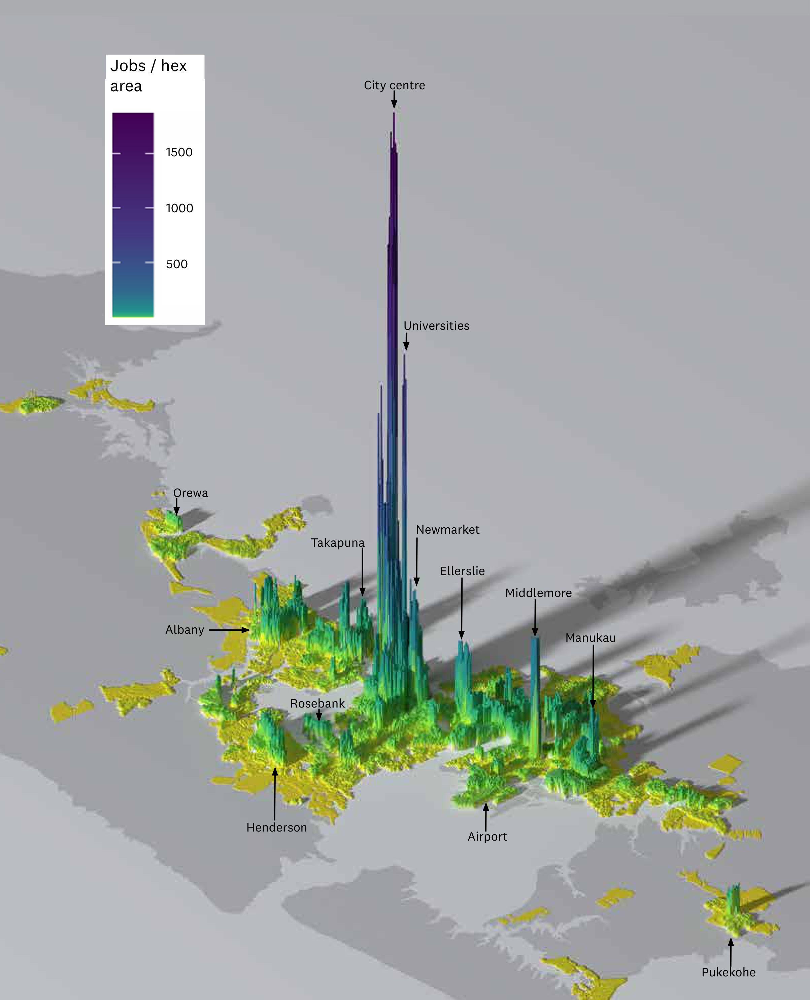 Jobs / hex
area
1500
1000
500
City centre
Universities
Orewa
Newmarket
Takapuna
Ellerslie
Middlemore
Albany
Manukau
Rosebank
Henderson
Airport
Pukekohe